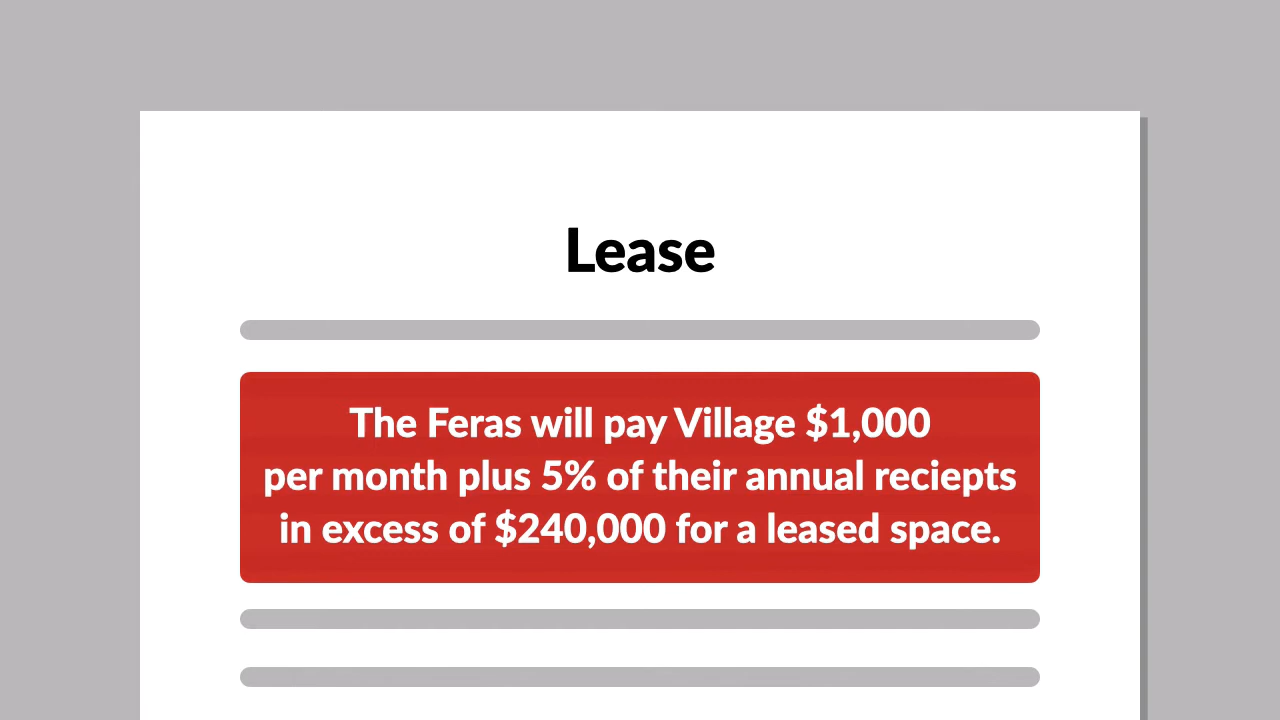 Lease
The Feras will pay Village $1,000
per month plus 5% of their annual reciepts
in excess of $240,000 for a leased space.